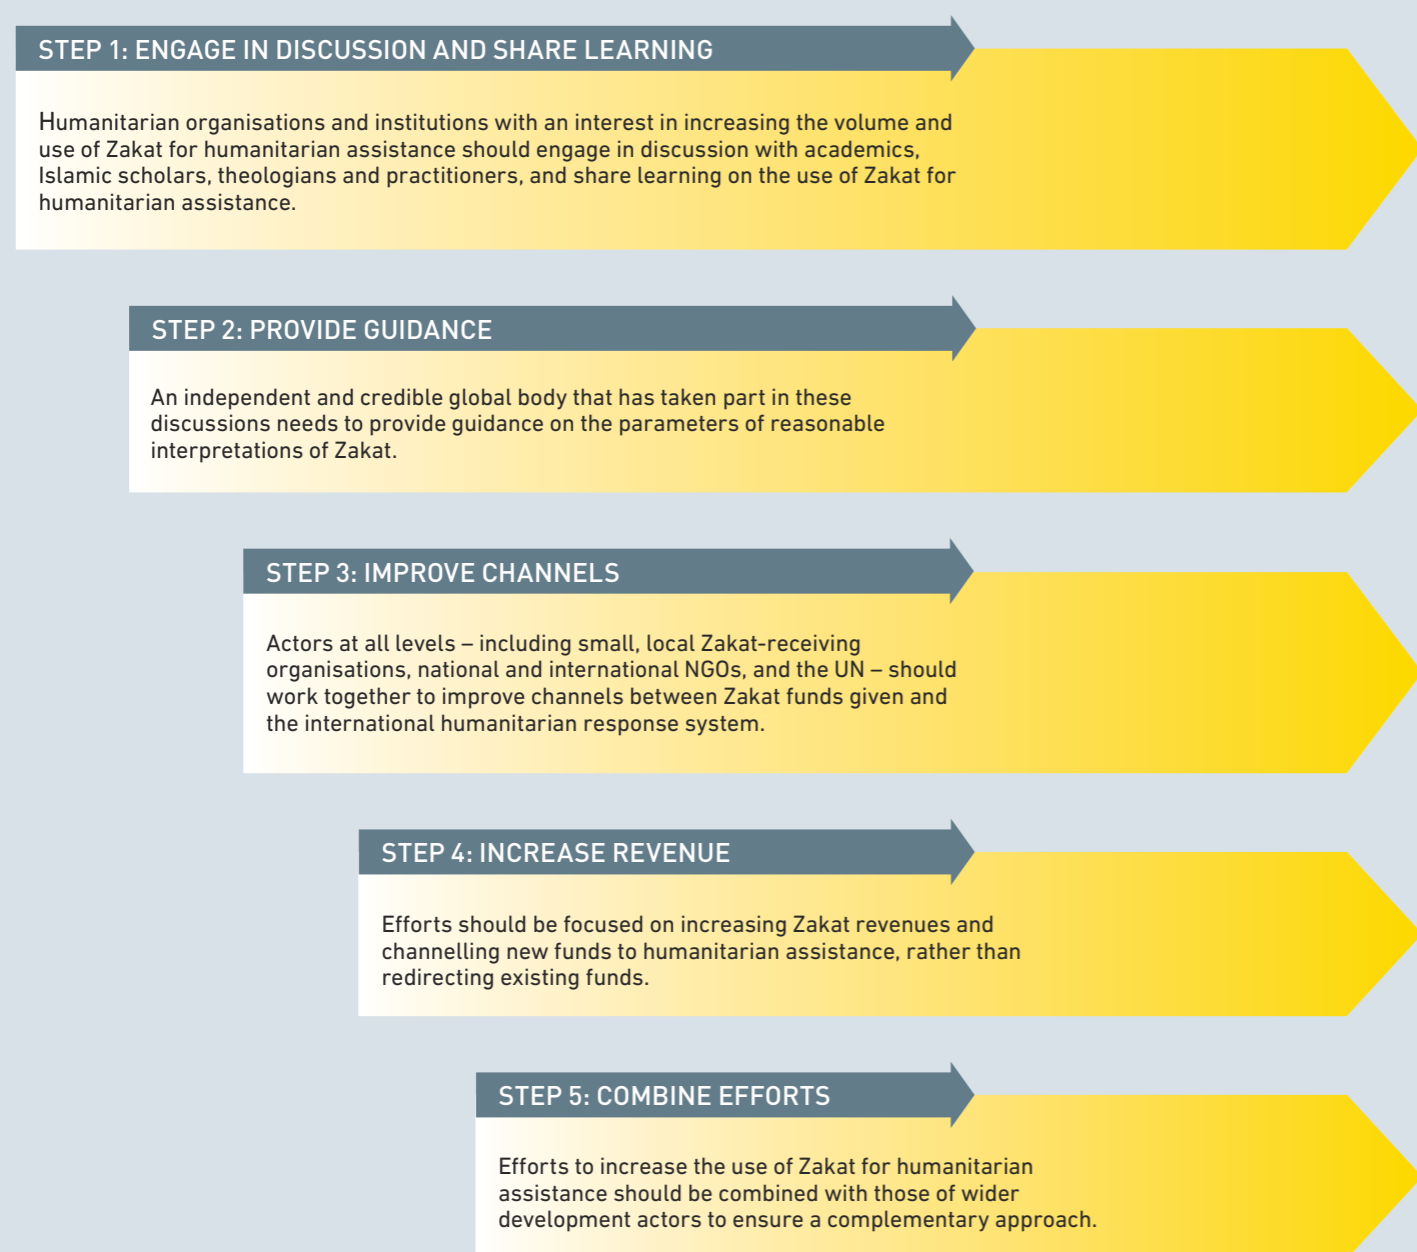 STEP 1: ENGAGE IN DISCUSSION AND SHARE LEARNING
Humanitarian organisations and institutions with an interest in increasing the volume and
use of Zakat for humanitarian assistance should engage in discussion with academics,
Islamic scholars, theologians and practitioners, and share learning on the use of Zakat for
humanitarian assistance.
STEP 2: PROVIDE GUIDANCE
An independent and credible global body that has taken part in these
discussions needs to provide guidance on the parameters of reasonable
interpretations of Zakat.
STEP 3: IMPROVE CHANNELS
Actors at all levels – including small, local Zakat-receiving
organisations, national and international NGOs, and the UN – should
work together to improve channels between Zakat funds given and
the international humanitarian response system.
STEP 4: INCREASE REVENUE
Efforts should be focused on increasing Zakat revenues and
channelling new funds to humanitarian assistance, rather than
redirecting existing funds.
STEP 5: COMBINE EFFORTS
Efforts to increase the use of Zakat for humanitarian
assistance should be combined with those of wider
development actors to ensure a complementary approach.